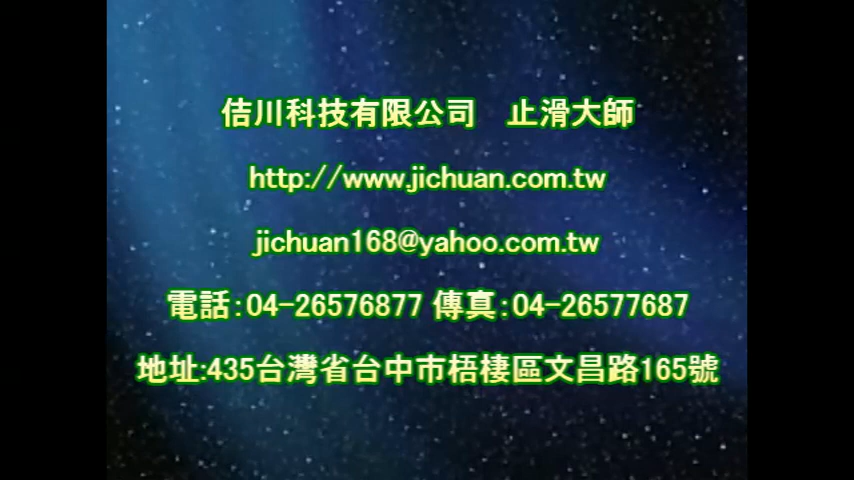 佶川科技有限公司　止滑大師
http://www.jichuan.com.tw
jichuan168@yahoo.com.tw
電話:04-26576877 傳真:04-26577687
地址:435台灣省台中市梧棲區文昌路165號